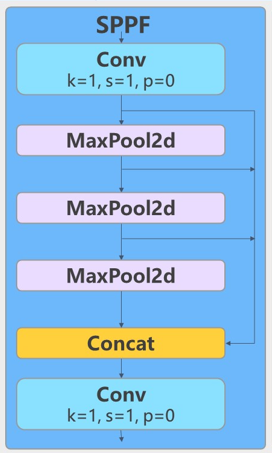 SPPF
Conv
k=1, s=1, p=0
MaxPool2d
MaxPool2d
MaxPool2d
Concat
Conv
k=1, s=1, p=0